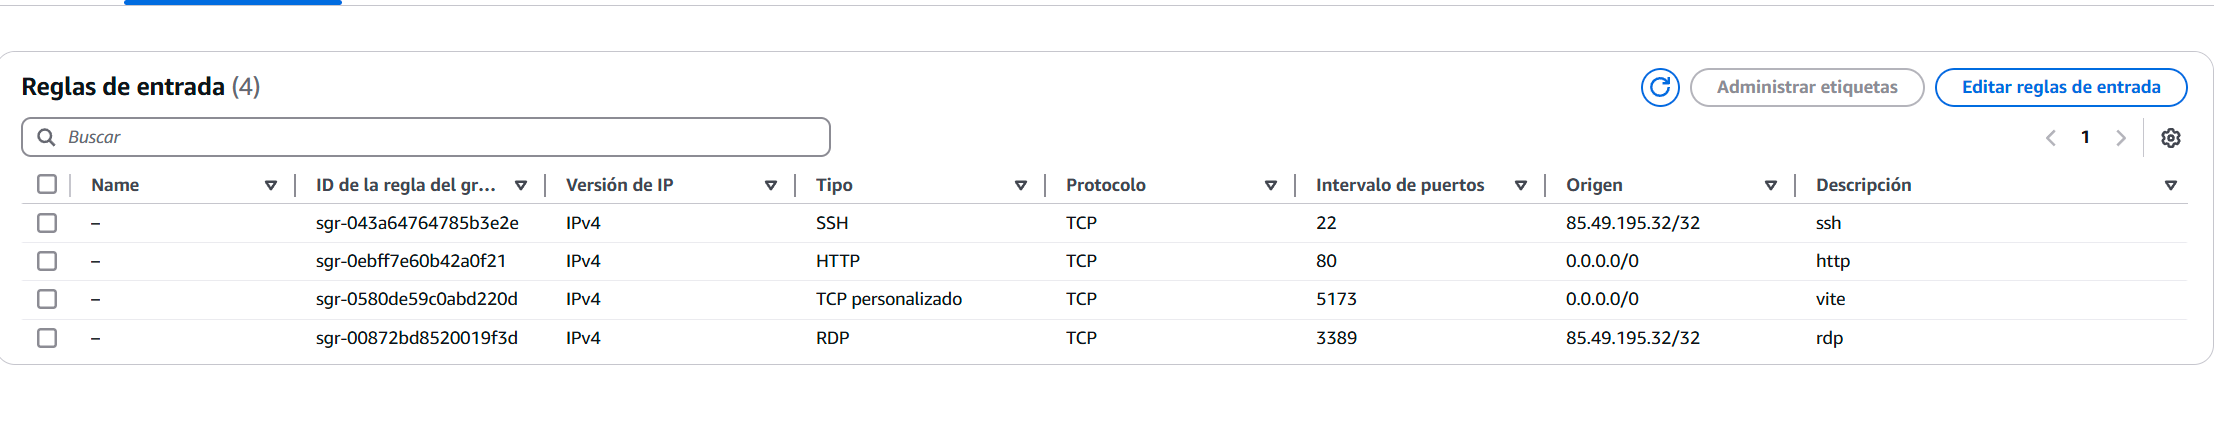 Reglas de entrada (4)
Administrar etiquetas
Editar reglas de entrada
Buscar
1
Name ID de la regla del gr... Versión de IP Tipo Protocolo Intervalo de puertos Origen Descripción
– sgr-043a64764785b3e2e IPv4 SSH TCP 22 85.49.195.32/32 ssh
– sgr-0ebff7e60b42a0f21 IPv4 HTTP TCP 80 0.0.0.0/0 http
– sgr-0580de59c0abd220d IPv4 TCP personalizado TCP 5173 0.0.0.0/0 vite
– sgr-00872bd8520019f3d IPv4 RDP TCP 3389 85.49.195.32/32 rdp